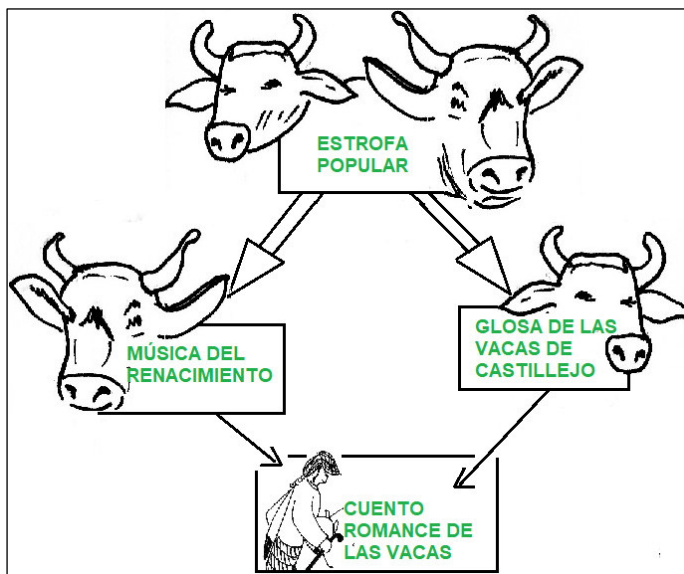 ESTROFA
POPULAR
MÚSICA DEL
RENACIMIENTO
GLOSA DE LAS
VACAS DE
CASTILLEJO
CUENTO
ROMANCE DE
LAS VACAS